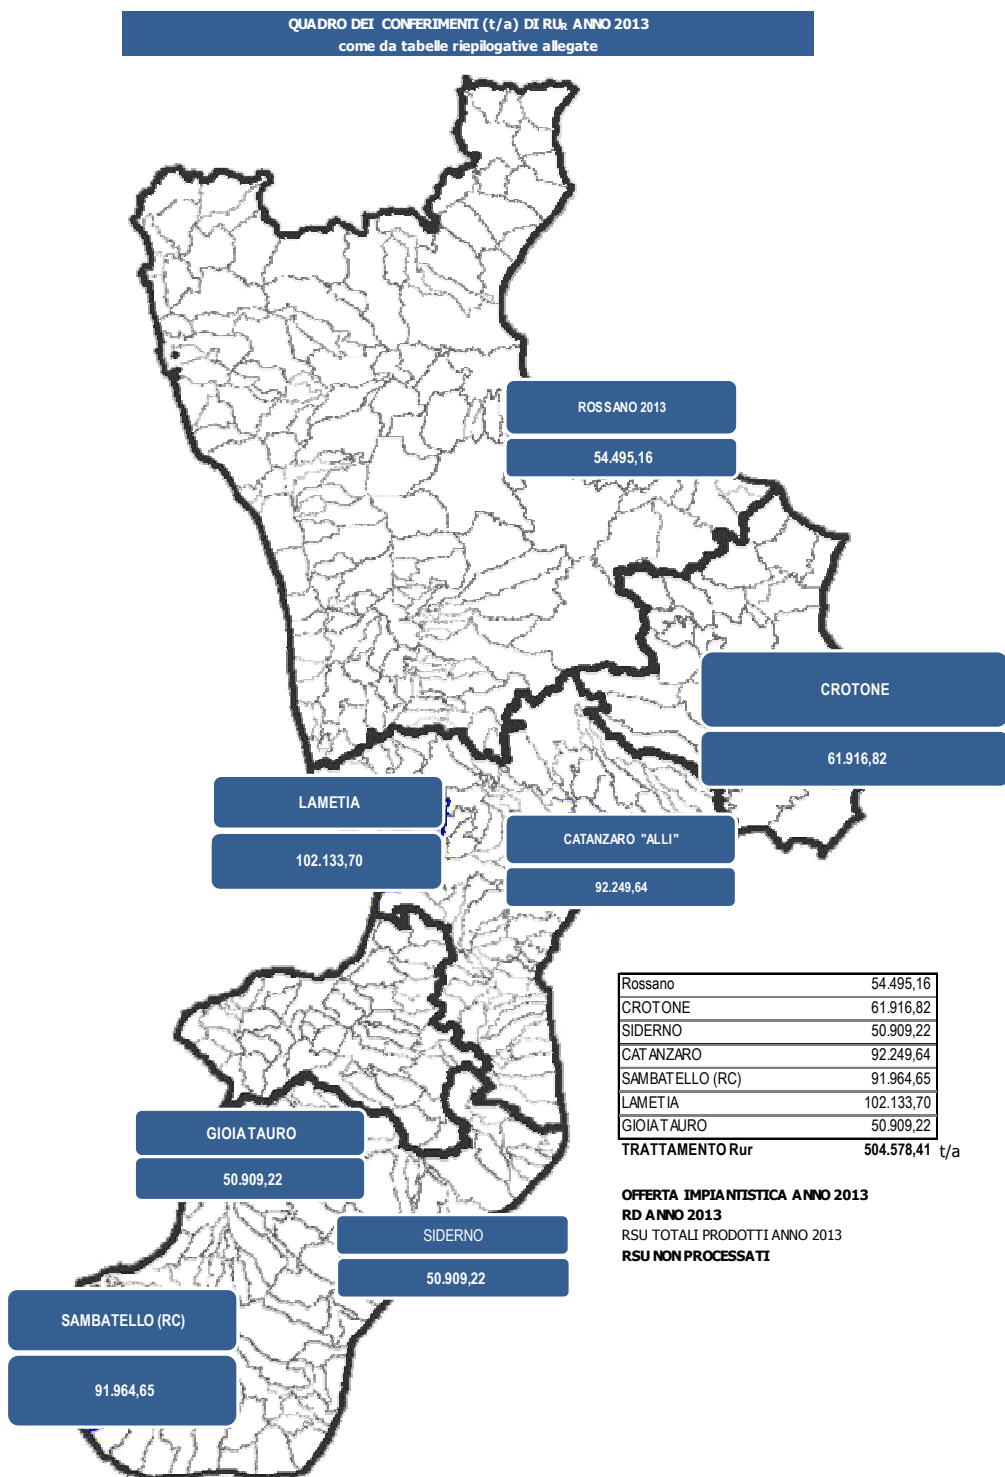 QUADRO DEI CONFERIMENTI (t/a) DI RUR ANNO 2013
come da tabelle riepilogative allegate
ROSSANO 2013
54.495,16
CROTONE
61.916,82
LAMETIA
102.133,70
CATANZARO "ALLI"
92.249,64
Rossano 54.495,16
CROTONE 61.916,82
SIDERNO 50.909,22
CATANZARO 92.249,64
SAMBATELLO (RC) 91.964,65
LAMETIA 102.133,70
GIOIA TAURO 50.909,22
TRATTAMENTO Rur 504.578,41 t/a
GIOIA TAURO
50.909,22
OFFERTA IMPIANTISTICA ANNO 2013
RD ANNO 2013
RSU TOTALI PRODOTTI ANNO 2013
RSU NON PROCESSATI
SIDERNO
50.909,22
SAMBATELLO (RC)
91.964,65